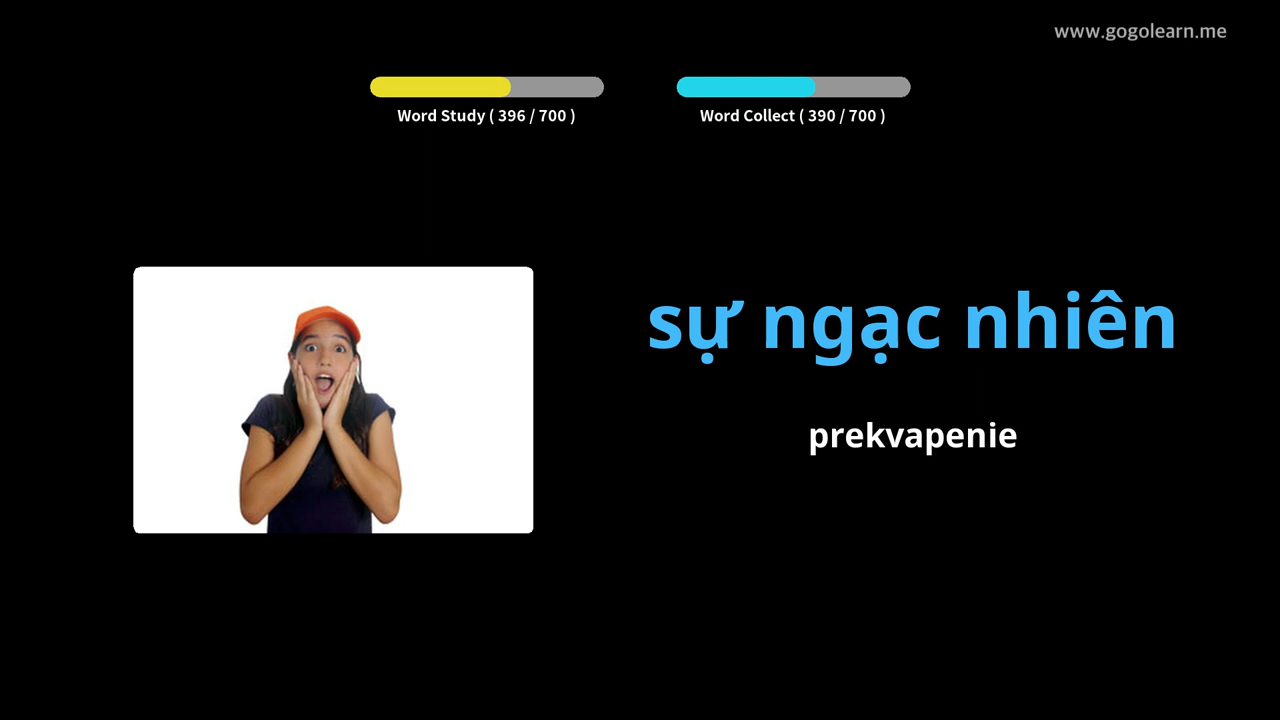 www.gogolearn.me
Word Study ( 396 / 700 )
Word Collect ( 390 / 700 )
sự ngạc nhiên
prekvapenie